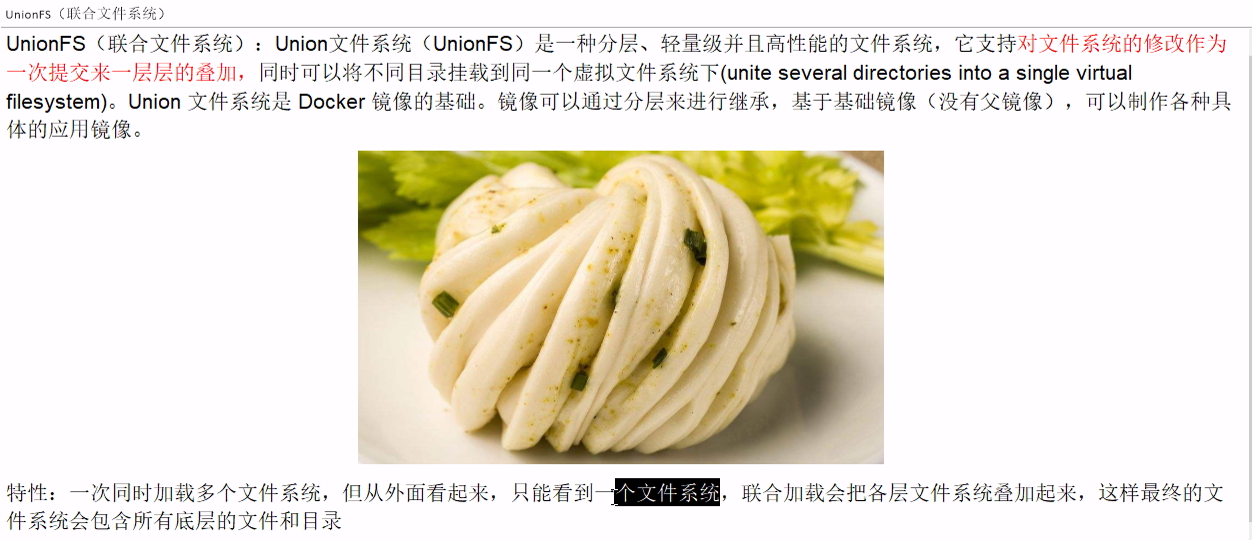 UnionFS（联合文件系统）
UnionFS（联合文件系统）：Union文件系统（UnionFS）是一种分层、轻量级并且高性能的文件系统，它支持对文件系统的修改作为
一次提交来一层层的叠加，同时可以将不同目录挂载到同一个虚拟文件系统下(unite several directories into a single virtual
filesystem)。Union 文件系统是 Docker 镜像的基础。镜像可以通过分层来进行继承，基于基础镜像（没有父镜像），可以制作各种具
体的应用镜像。
特性：一次同时加载多个文件系统，但从外面看起来，只能看到一个文件系统，联合加载会把各层文件系统叠加起来，这样最终的文
件系统会包含所有底层的文件和目录